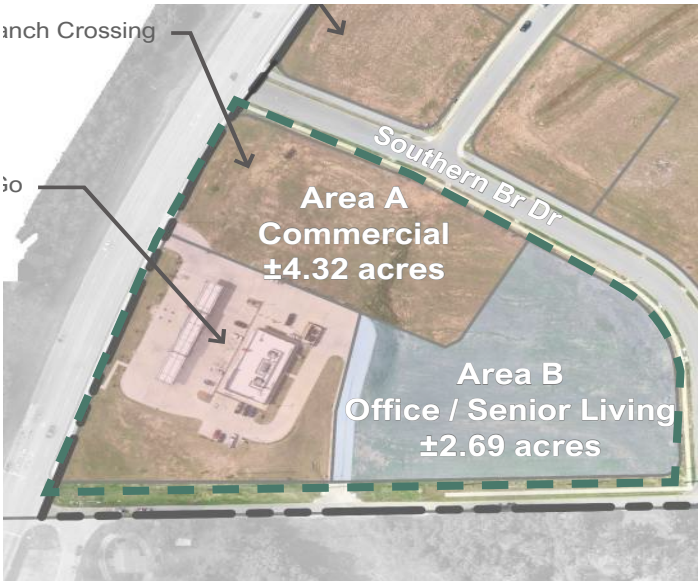 anch Crossing
Go
Southern Br Dr
Area A
Commercial
±4.32 acres
Area B
Office / Senior Living
±2.69 acres